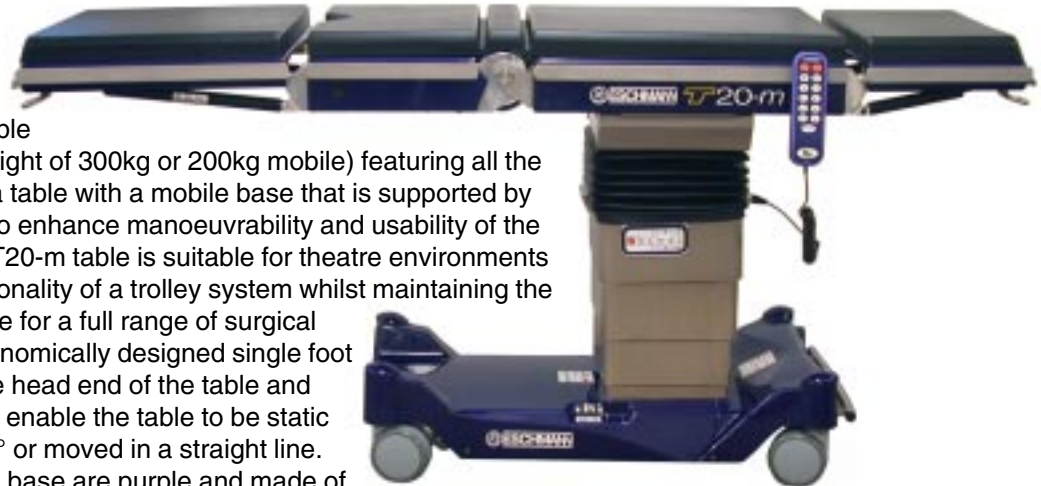 ESCHMANN T20-m
ble
ight of 300kg or 200kg mobile) featuring all the
a table with a mobile base that is supported by
o enhance manoeuvrability and usability of the
T20-m table is suitable for theatre environments
onality of a trolley system whilst maintaining the
e for a full range of surgical
nomically designed single foot
e head end of the table and
enable the table to be static
° or moved in a straight line.
base are purple and made of
ESCHMANN